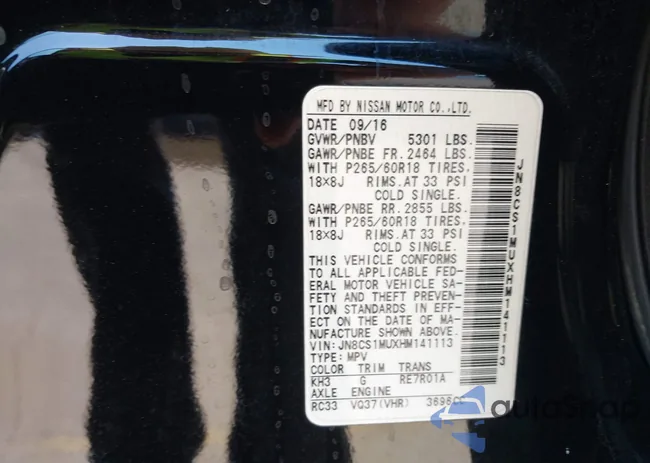 MFD BY NISSAN MOTOR CO.,LTD.
DATE 09/16
GVWR/PNBV 5301 LBS.
GAWR/PNBE FR. 2464 LBS.
WITH P265/60R18 TIRES.
18X8J RIMS.AT 33 PSI
COLD SINGLE.
GAWR/PNBE RR. 2855 LBS.
WITH P265/60R18 TIRES.
18X8J RIMS.AT 33 PSI
COLD SINGLE.
THIS VEHICLE CONFORMS
TO ALL APPLICABLE FED-
ERAL MOTOR VEHICLE SA-
FETY AND THEFT PREVEN-
TION STANDARDS IN EFF-
ECT ON THE DATE OF MA-
NUFACTURE SHOWN ABOVE.
VIN:JN8CS1MUXHM141113
TYPE:MPV
COLOR TRIM TRANS
KH3 G RE7R01A
AXLE ENGINE
RC33 VQ37(VHR) 3696CC
JN8CS1MUXHM141113
autoshop